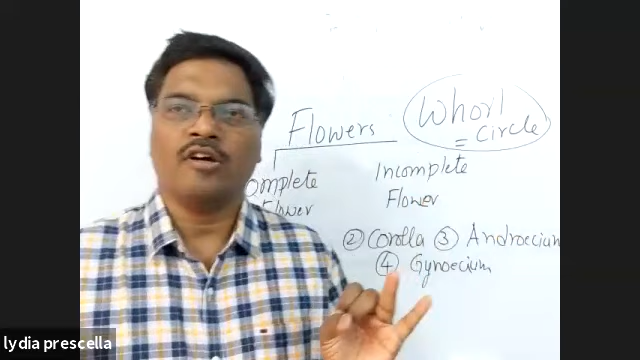 Flowers
Whorl
= circle
omplete
Flower
Incomplete
Flower
② Corolla ③ Androecium
④ Gynoecium
lydia prescella